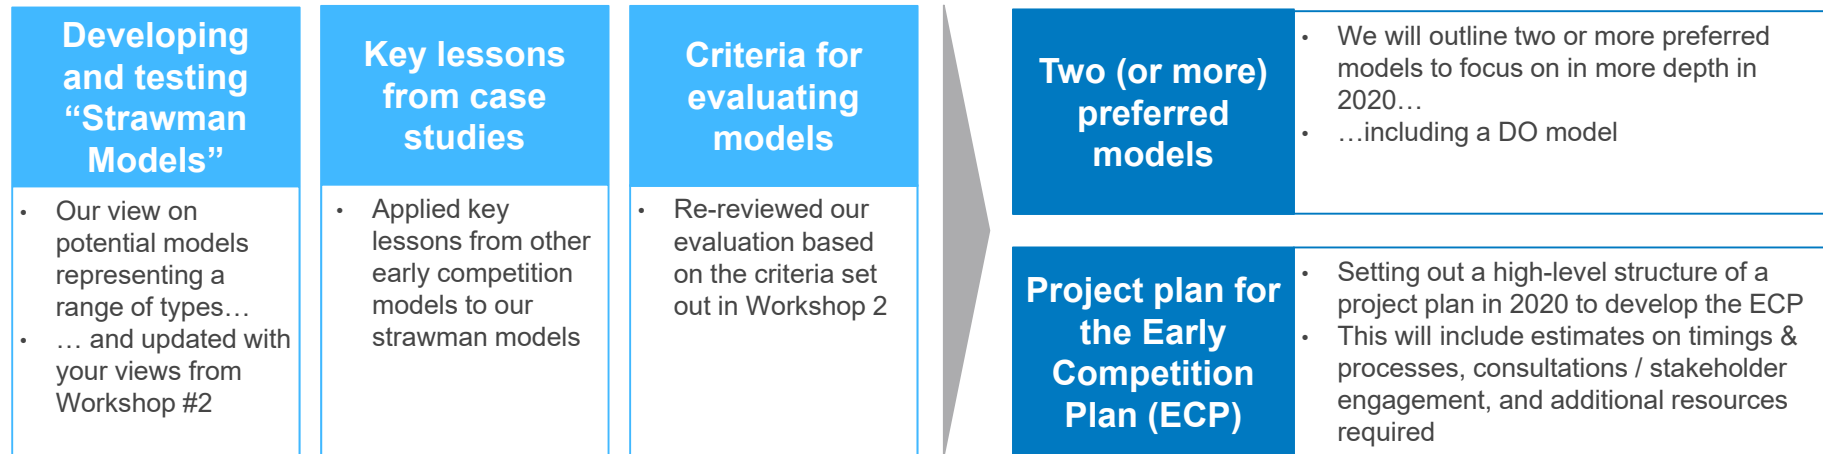 Developing
and testing
“Strawman
Models”
• Our view on
potential models
representing a
range of types…
• … and updated with
your views from
Workshop #2
Key lessons
from case
studies
• Applied key
lessons from other
early competition
models to our
strawman models
Criteria for
evaluating
models
• Re-reviewed our
evaluation based
on the criteria set
out in Workshop 2
Two (or more)
preferred
models
• We will outline two or more preferred
models to focus on in more depth in
2020…
• …including a DO model
Project plan for
the Early
Competition
Plan (ECP)
• Setting out a high-level structure of a
project plan in 2020 to develop the ECP
• This will include estimates on timings &
processes, consultations / stakeholder
engagement, and additional resources
required